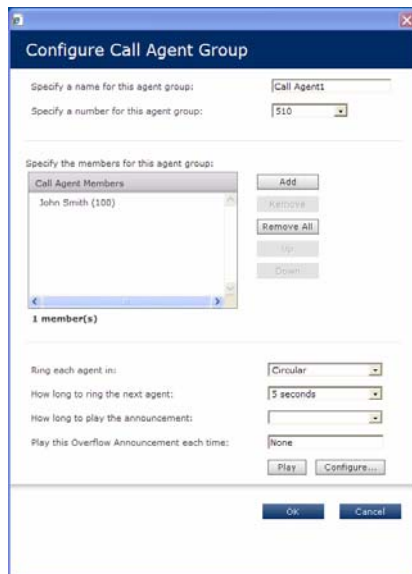 Configure Call Agent Group
Specify a name for this agent group: Call Agent1
Specify a number for this agent group: 510
Specify the members for this agent group:
Call Agent Members
John Smith (100)
Add
Remove
Remove All
Up
Down
1 member(s)
Ring each agent in: Circular
How long to ring the next agent: 5 seconds
How long to play the announcement:
Play this Overflow Announcement each time: None
Play Configure...
OK Cancel